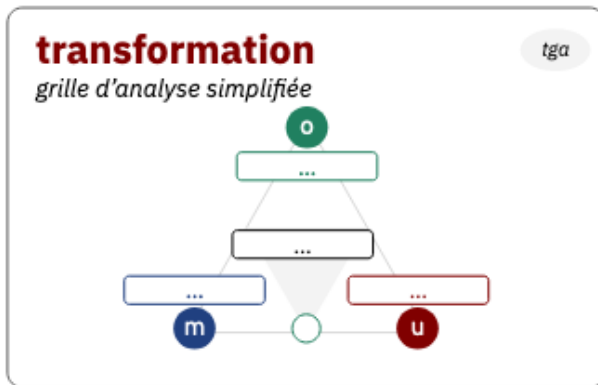 transformation
tga
grille d'analyse simplifiée
o
...
...
...
...
m
u